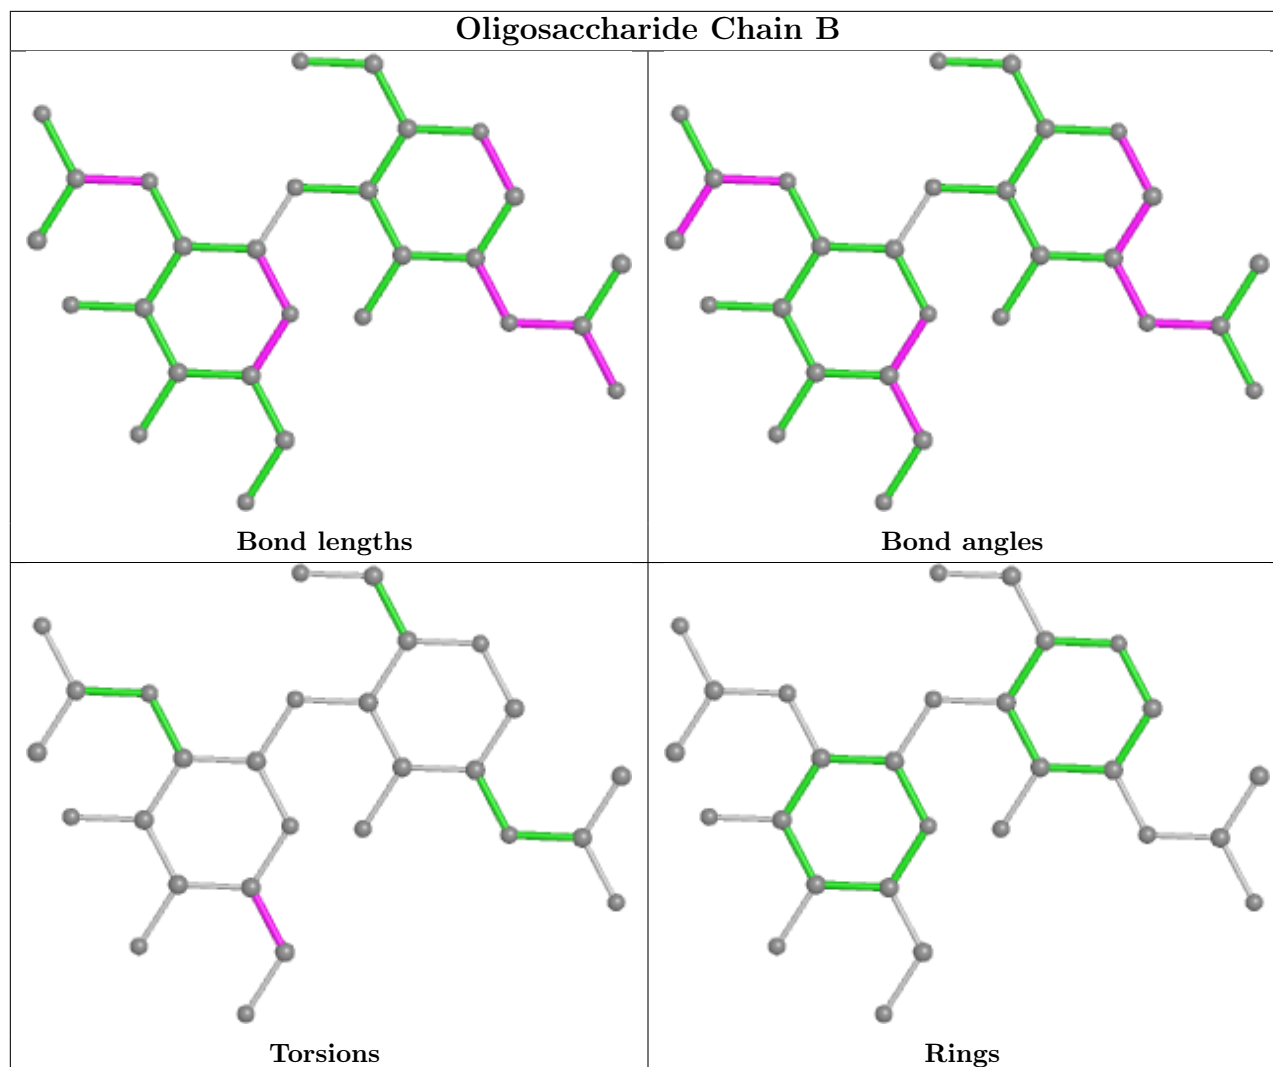 Oligosaccharide Chain B
Bond lengths
Bond angles
Torsions
Rings